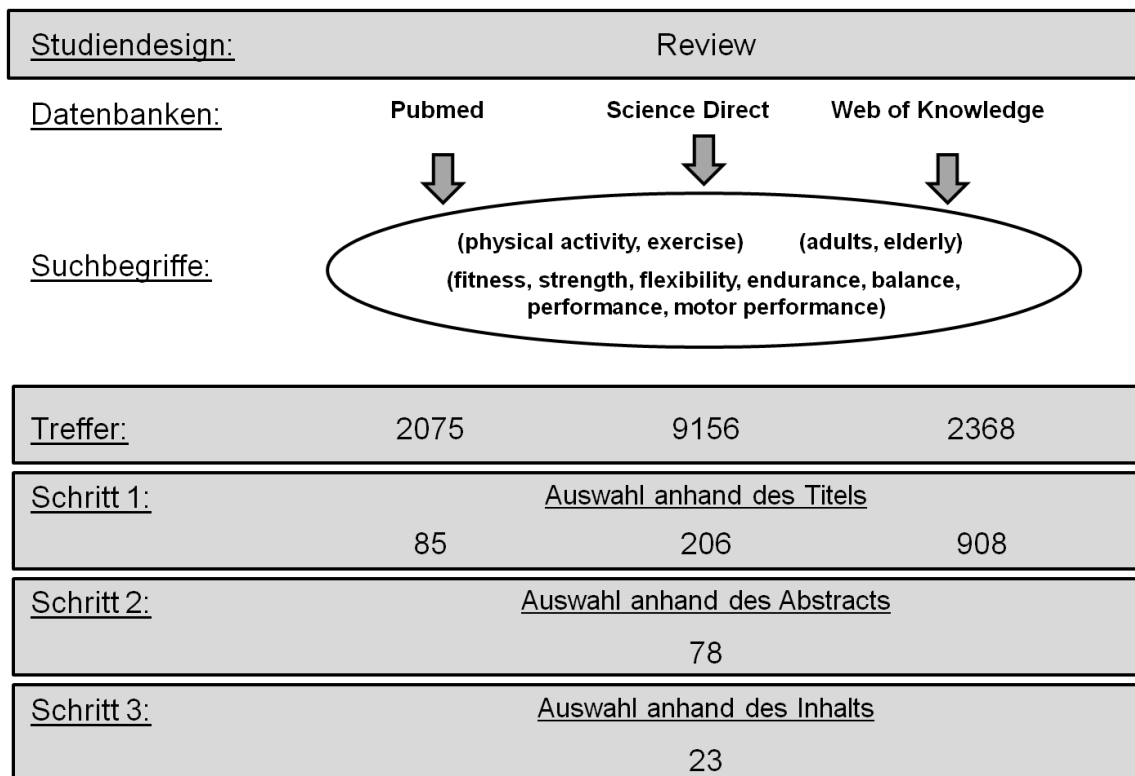 Studiendesign: Review
Datenbanken: Pubmed Science Direct Web of Knowledge
Suchbegriffe:
(physical activity, exercise) (adults, elderly)
(fitness, strength, flexibility, endurance, balance,
performance, motor performance)
Treffer: 2075 9156 2368
Schritt 1: Auswahl anhand des Titels
85 206 908
Schritt 2: Auswahl anhand des Abstracts
78
Schritt 3: Auswahl anhand des Inhalts
23